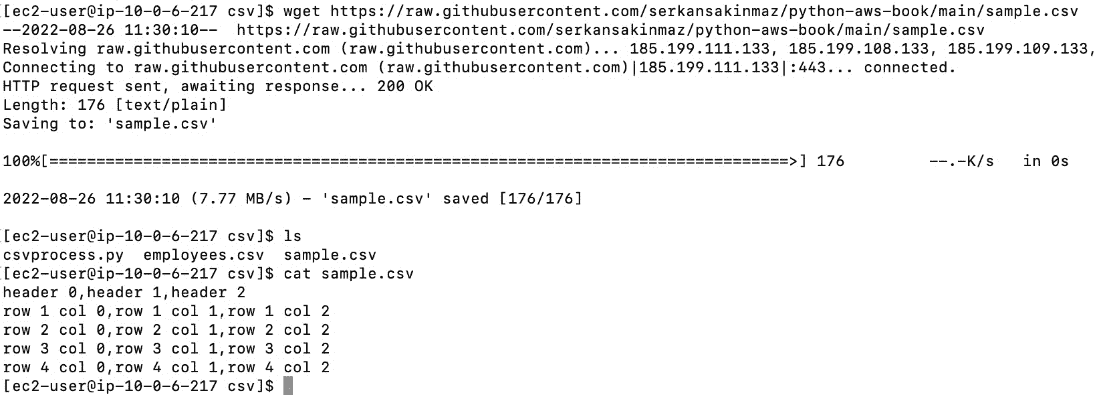 [ec2-user@ip-10-0-6-217 csv]$ wget https://raw.githubusercontent.com/serkansakinmaz/python-aws-book/main/sample.csv
--2022-08-26 11:30:10--  https://raw.githubusercontent.com/serkansakinmaz/python-aws-book/main/sample.csv
Resolving raw.githubusercontent.com (raw.githubusercontent.com)... 185.199.111.133, 185.199.108.133, 185.199.109.133,
Connecting to raw.githubusercontent.com (raw.githubusercontent.com)|185.199.111.133|:443... connected.
HTTP request sent, awaiting response... 200 OK
Length: 176 [text/plain]
Saving to: 'sample.csv'
100%[==============================================================================>] 176         --.-K/s   in 0s
2022-08-26 11:30:10 (7.77 MB/s) - 'sample.csv' saved [176/176]
[[ec2-user@ip-10-0-6-217 csv]$ ls
csvprocess.py  employees.csv  sample.csv
[[ec2-user@ip-10-0-6-217 csv]$ cat sample.csv
header 0,header 1,header 2
row 1 col 0,row 1 col 1,row 1 col 2
row 2 col 0,row 2 col 1,row 2 col 2
row 3 col 0,row 3 col 1,row 3 col 2
row 4 col 0,row 4 col 1,row 4 col 2
[ec2-user@ip-10-0-6-217 csv]$